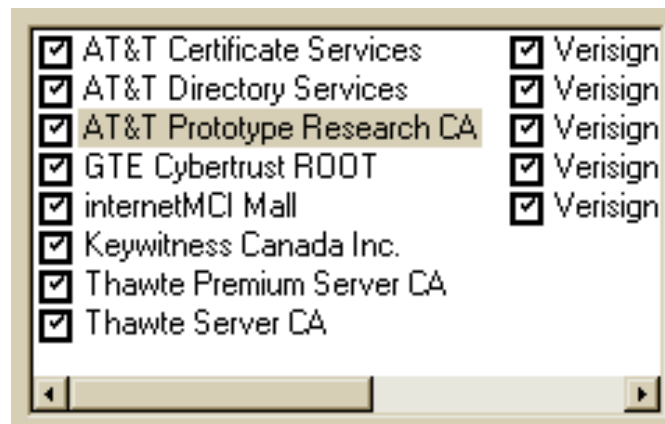 AT&T Certificate Services
AT&T Directory Services
AT&T Prototype Research CA
GTE Cybertrust ROOT
internetMCI Mall
Keywitness Canada Inc.
Thawte Premium Server CA
Thawte Server CA
Verisign
Verisign
Verisign
Verisign
Verisign